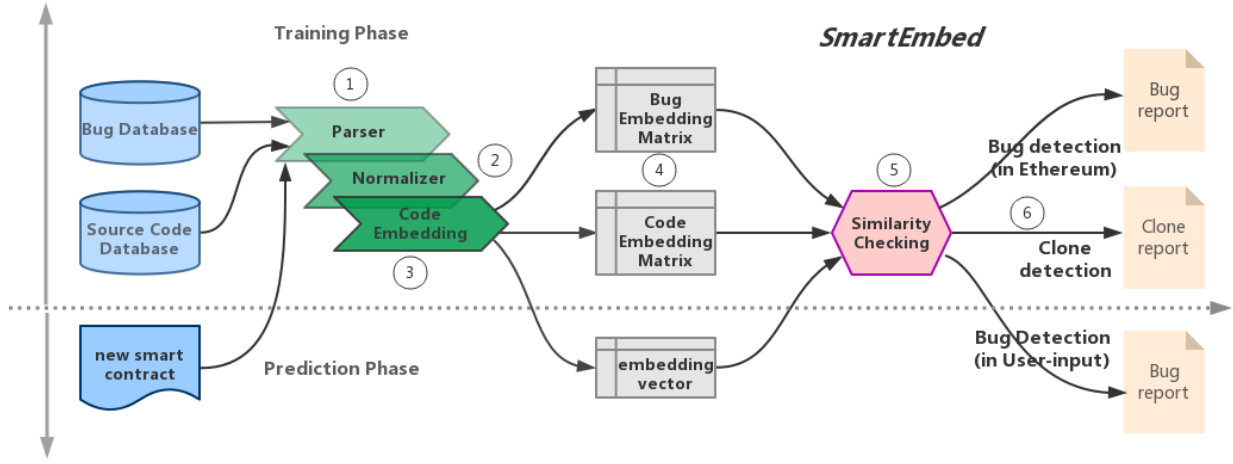 Training Phase
SmartEmbed
1
Bug Database
Parser
Bug
Embedding
Matrix
Bug
report
2
Normalizer
4
5
Bug detection
(in Ethereum)
Source Code
Database
Code
Embedding
3
Code
Embedding
Matrix
Similarity
Checking
6
Clone
detection
Clone
report
new smart
contract
Prediction Phase
embedding
vector
Bug Detection
(in User-input)
Bug
report